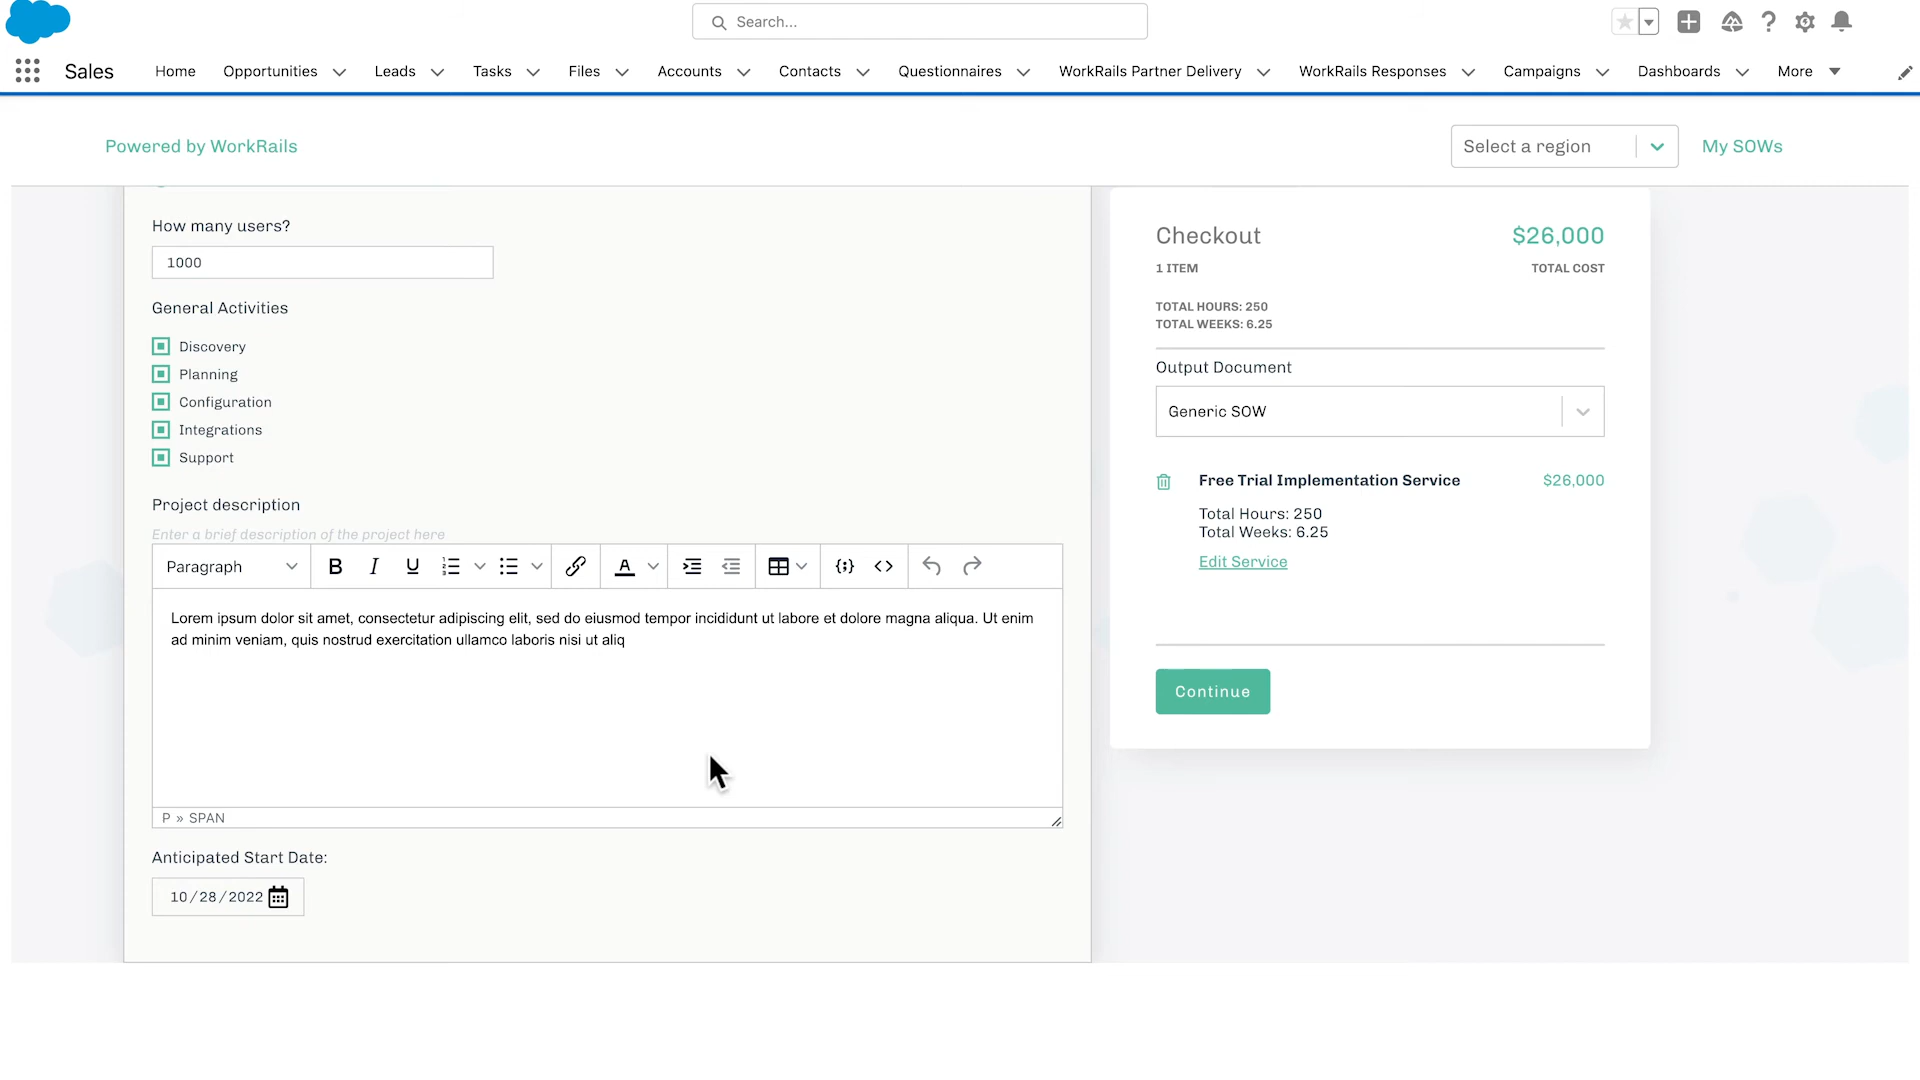 Search...
Sales Home Opportunities Leads Tasks Files Accounts Contacts Questionnaires WorkRails Partner Delivery WorkRails Responses Campaigns Dashboards More
Powered by WorkRails
Select a region
My SOWs
How many users?
1000
General Activities
Discovery
Planning
Configuration
Integrations
Support
Project description
Enter a brief description of the project here
Paragraph B I U A
Lorem ipsum dolor sit amet, consectetur adipiscing elit, sed do eiusmod tempor incididunt ut labore et dolore magna aliqua. Ut enim
ad minim veniam, quis nostrud exercitation ullamco laboris nisi ut aliq
P » SPAN
Anticipated Start Date:
10/28/2022
Checkout $26,000
1 ITEM TOTAL COST
TOTAL HOURS: 250
TOTAL WEEKS: 6.25
Output Document
Generic SOW
Free Trial Implementation Service $26,000
Total Hours: 250
Total Weeks: 6.25
Edit Service
Continue